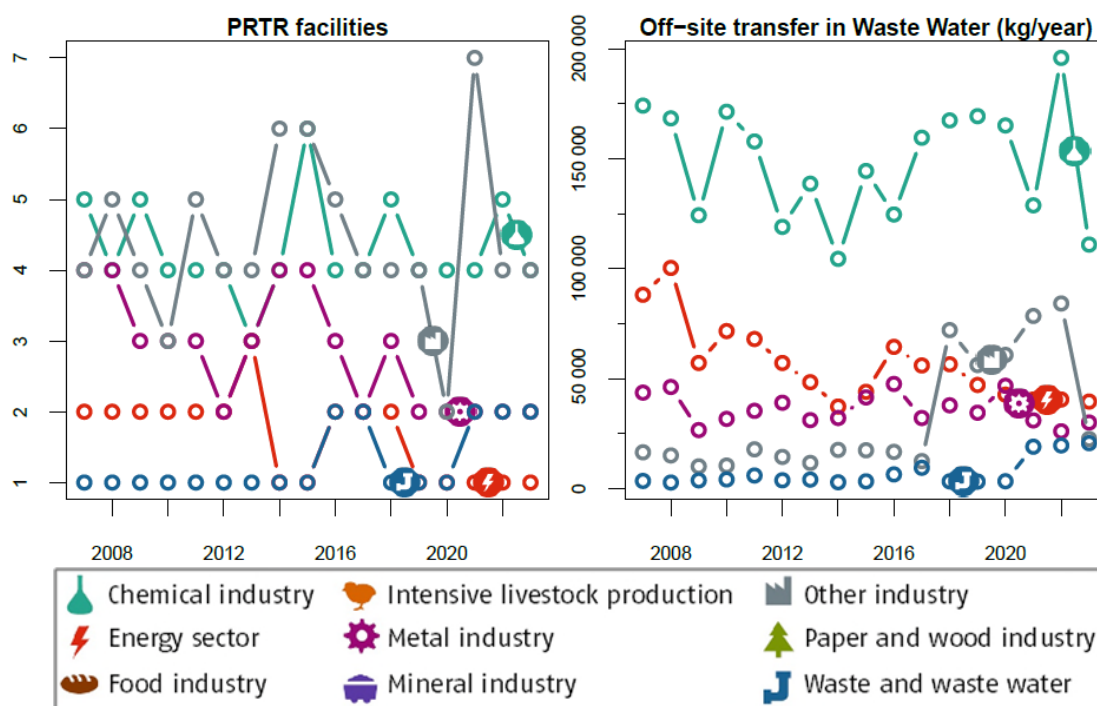 PRTR facilities
Off−site transfer in Waste Water (kg/year)
7
6
5
4
3
2
1
2008 2012 2016 2020
200 000
150 000
100 000
50 000
0
2008 2012 2016 2020
Chemical industry Intensive livestock production Other industry
Energy sector Metal industry Paper and wood industry
Food industry Mineral industry Waste and waste water